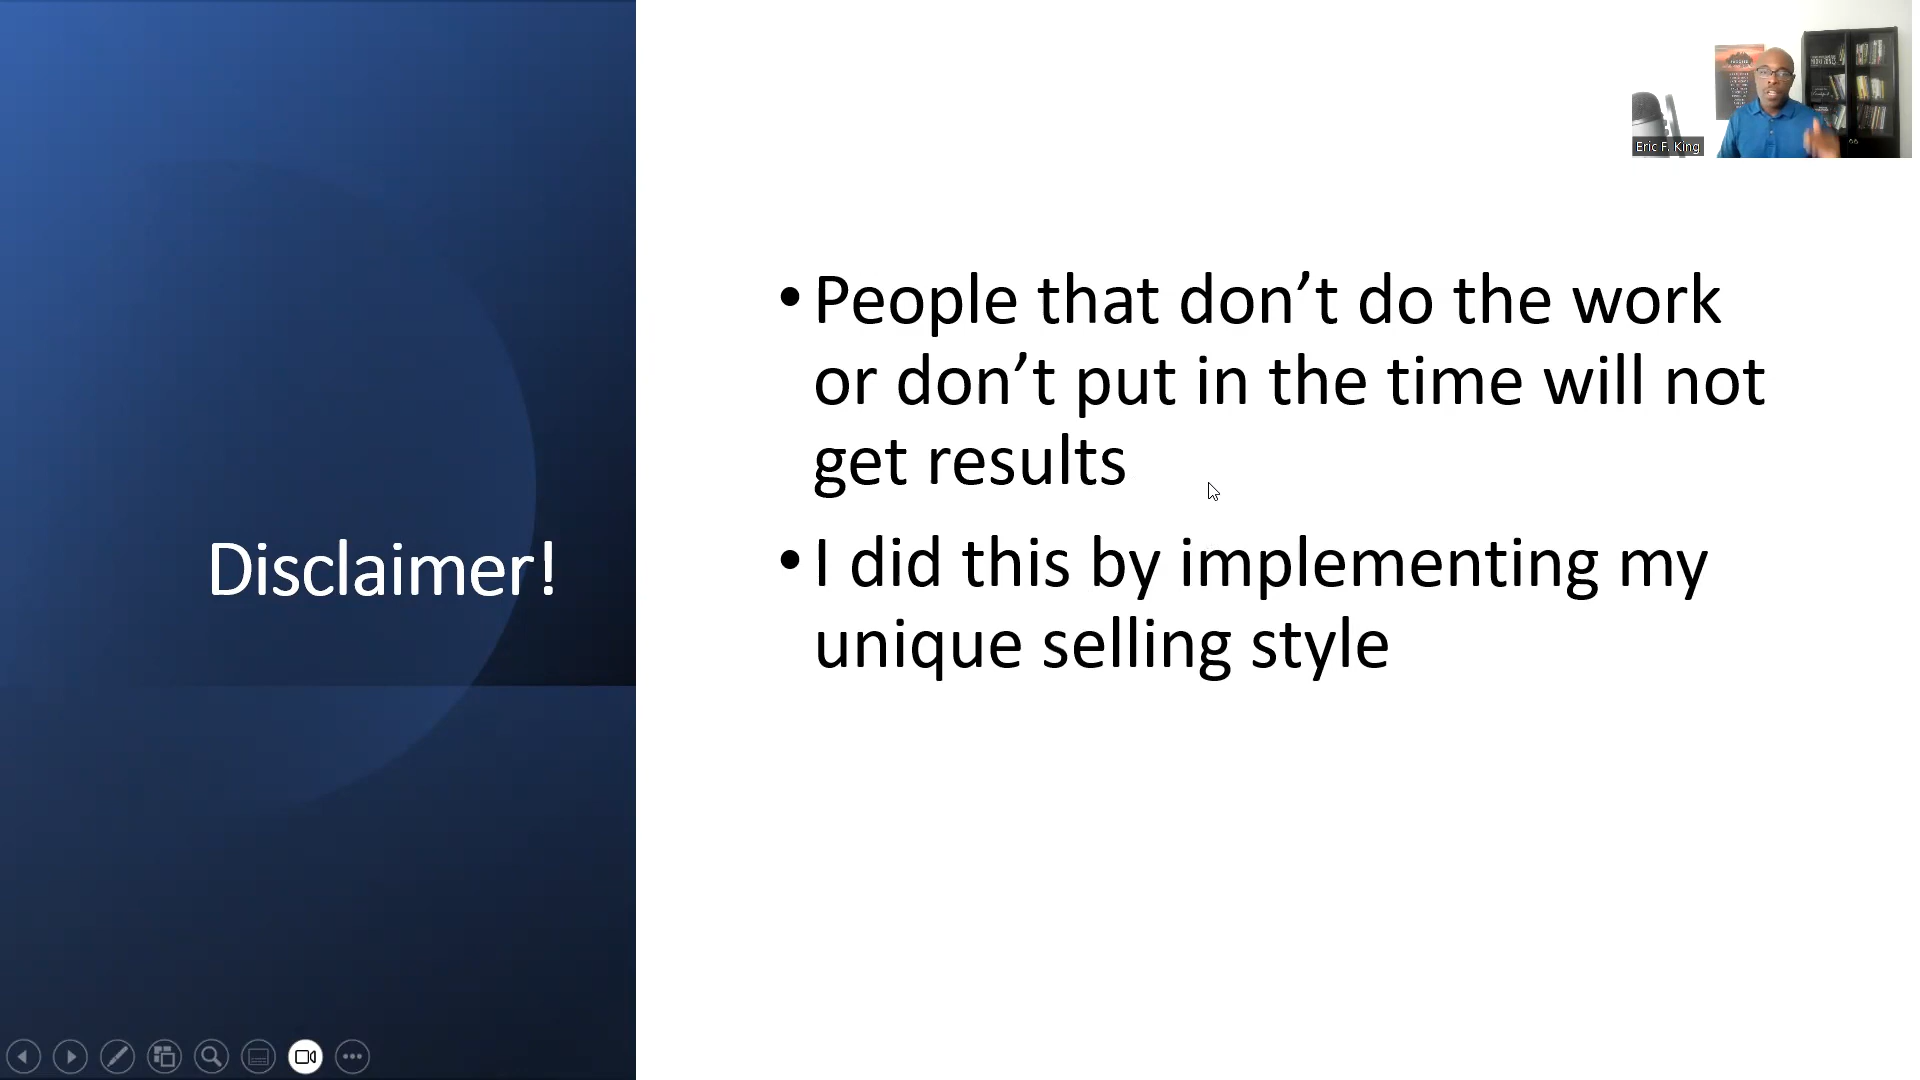 Eric F. King
• People that don’t do the work
or don’t put in the time will not
get results
Disclaimer!
• I did this by implementing my
unique selling style